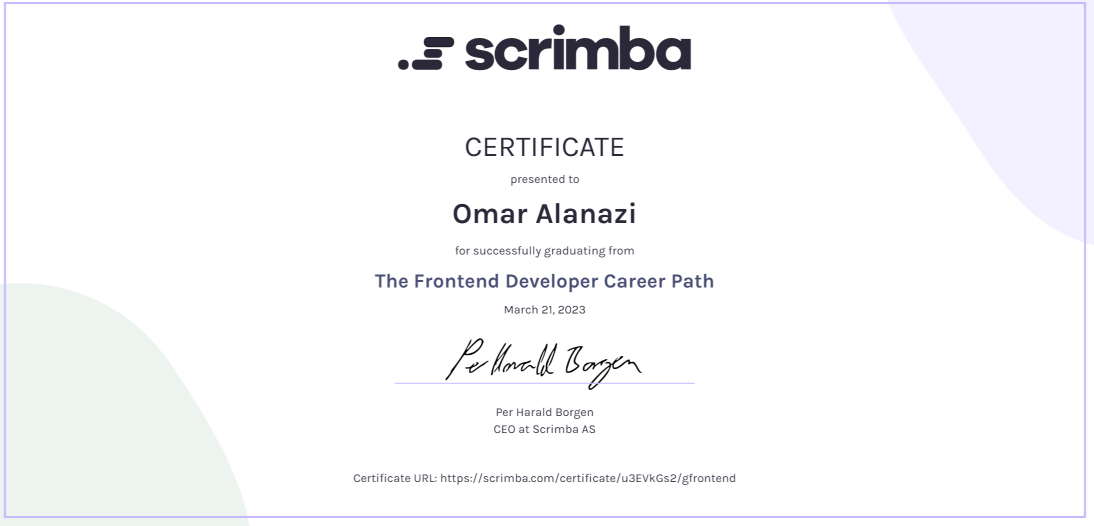 scrimba
CERTIFICATE
presented to
Omar Alanazi
for successfully graduating from
The Frontend Developer Career Path
March 21, 2023
Per Harald Borgen
Per Harald Borgen
CEO at Scrimba AS
Certificate URL: https://scrimba.com/certificate/u3EVkGs2/gfrontend